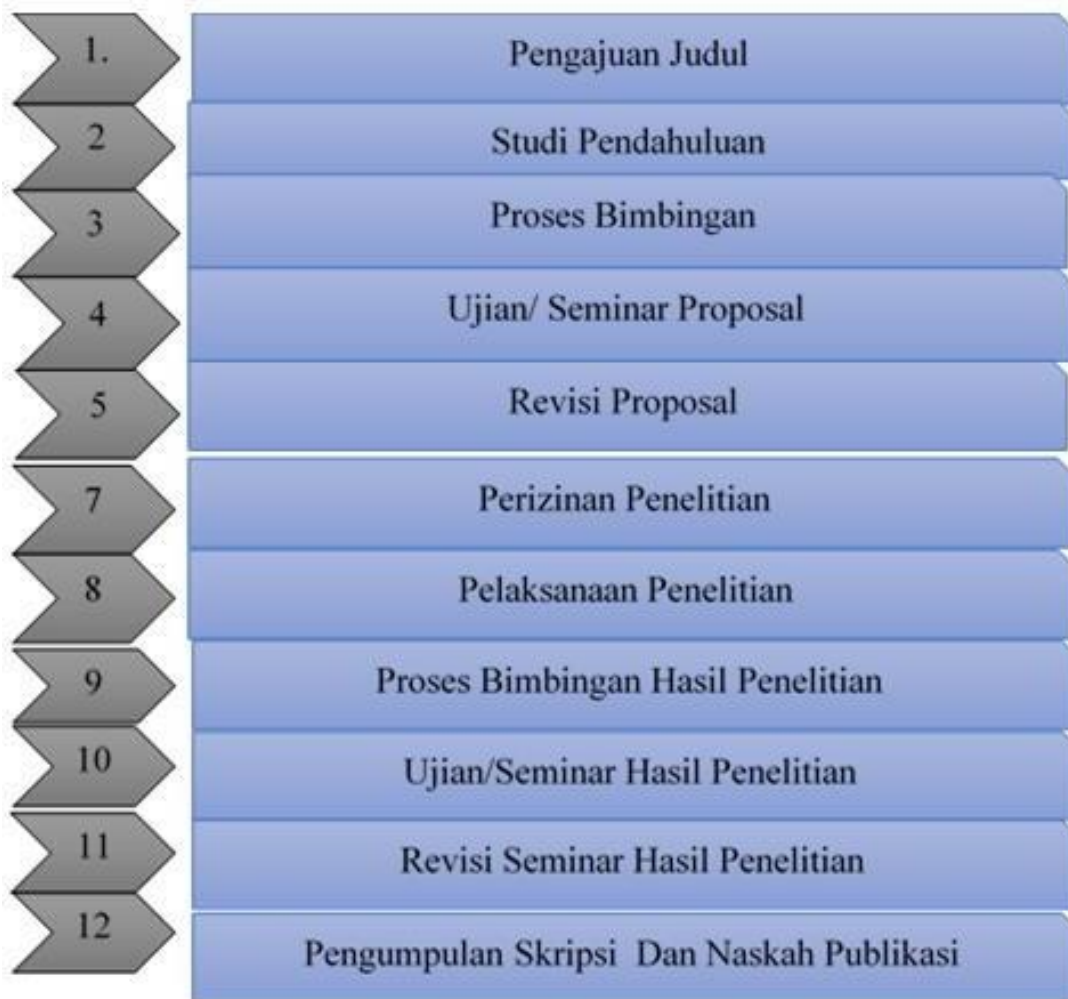 1. Pengajuan Judul
2 Studi Pendahuluan
3 Proses Bimbingan
4 Ujian/ Seminar Proposal
5 Revisi Proposal
7 Perizinan Penelitian
8 Pelaksanaan Penelitian
9 Proses Bimbingan Hasil Penelitian
10 Ujian/Seminar Hasil Penelitian
11 Revisi Seminar Hasil Penelitian
12 Pengumpulan Skripsi Dan Naskah Publikasi